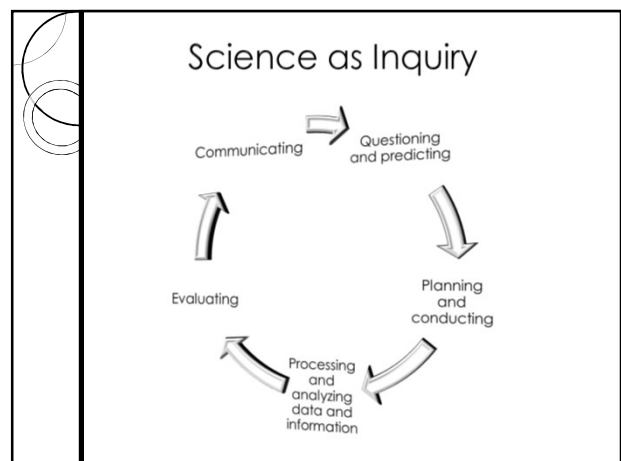 Science as Inquiry
Communicating
Questioning
and predicting
Planning
and
conducting
Processing
and
analyzing
data and
information
Evaluating